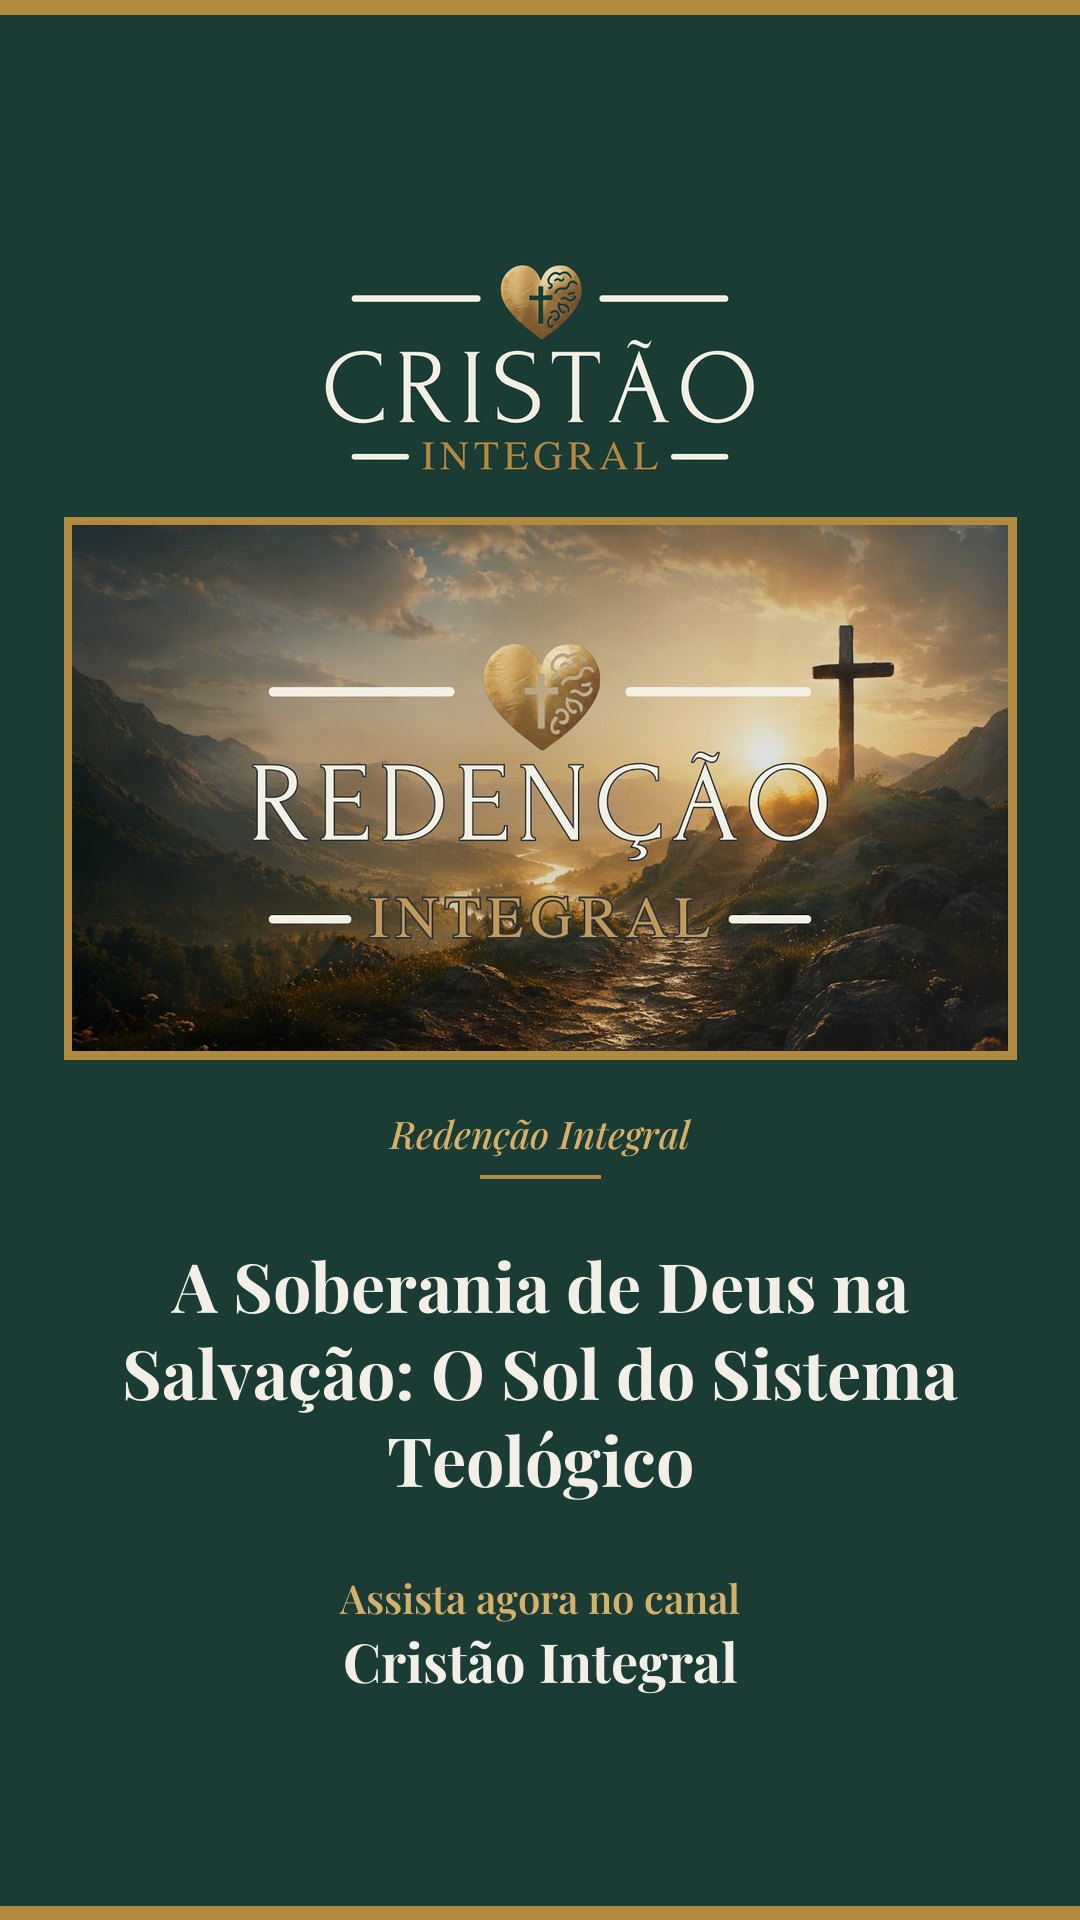 CRISTÃO
INTEGRAL
REDENÇÃO
INTEGRAL
Redenção Integral
A Soberania de Deus na
Salvação: O Sol do Sistema
Teológico
Assista agora no canal
Cristão Integral